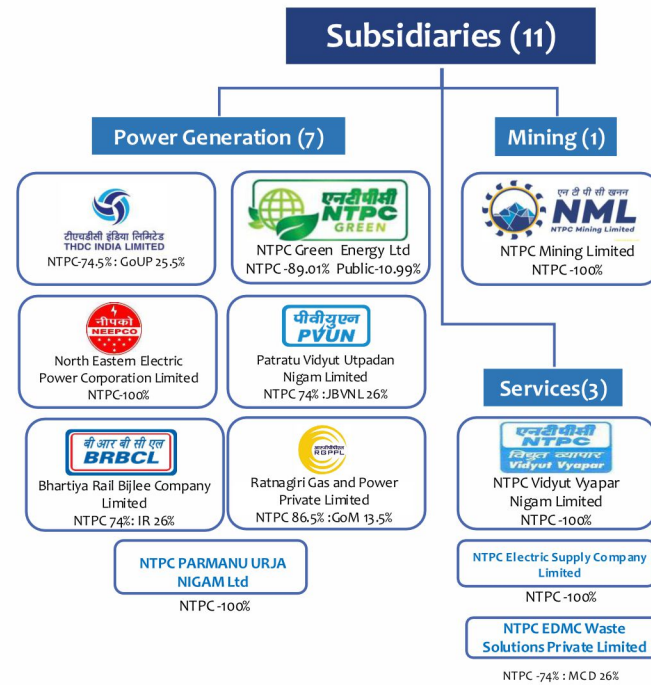 Subsidiaries (11)
Power Generation (7)
टीएचडीसी इंडिया लिमिटेड
THDC INDIA LIMITED
NTPC-74.5% : GoUP 25.5%
एनटीपीसी
NTPC
GREEN
NTPC Green Energy Ltd
NTPC -89.01% Public-10.99%
नीपको
NEEPCO
North Eastern Electric
Power Corporation Limited
NTPC-100%
पीवीयुएन
PVUN
Patratu Vidyut Utpadan
Nigam Limited
NTPC 74% :JBVNL 26%
बी आर बी सी एल
BRBCL
Bhartiya Rail Bijlee Company
Limited
NTPC 74%: IR 26%
RGPPL
Ratnagiri Gas and Power
Private Limited
NTPC 86.5% :GoM 13.5%
NTPC PARMANU URJA
NIGAM Ltd
NTPC -100%
Mining (1)
एन टी पी सी खनन
NML
NTPC Mining Limited
NTPC Mining Limited
NTPC -100%
Services(3)
एनटीपीसी
NTPC
विद्युत व्यापार
Vidyut Vyapar
NTPC Vidyut Vyapar
Nigam Limited
NTPC -100%
NTPC Electric Supply Company
Limited
NTPC -100%
NTPC EDMC Waste
Solutions Private Limited
NTPC -74% : MCD 26%